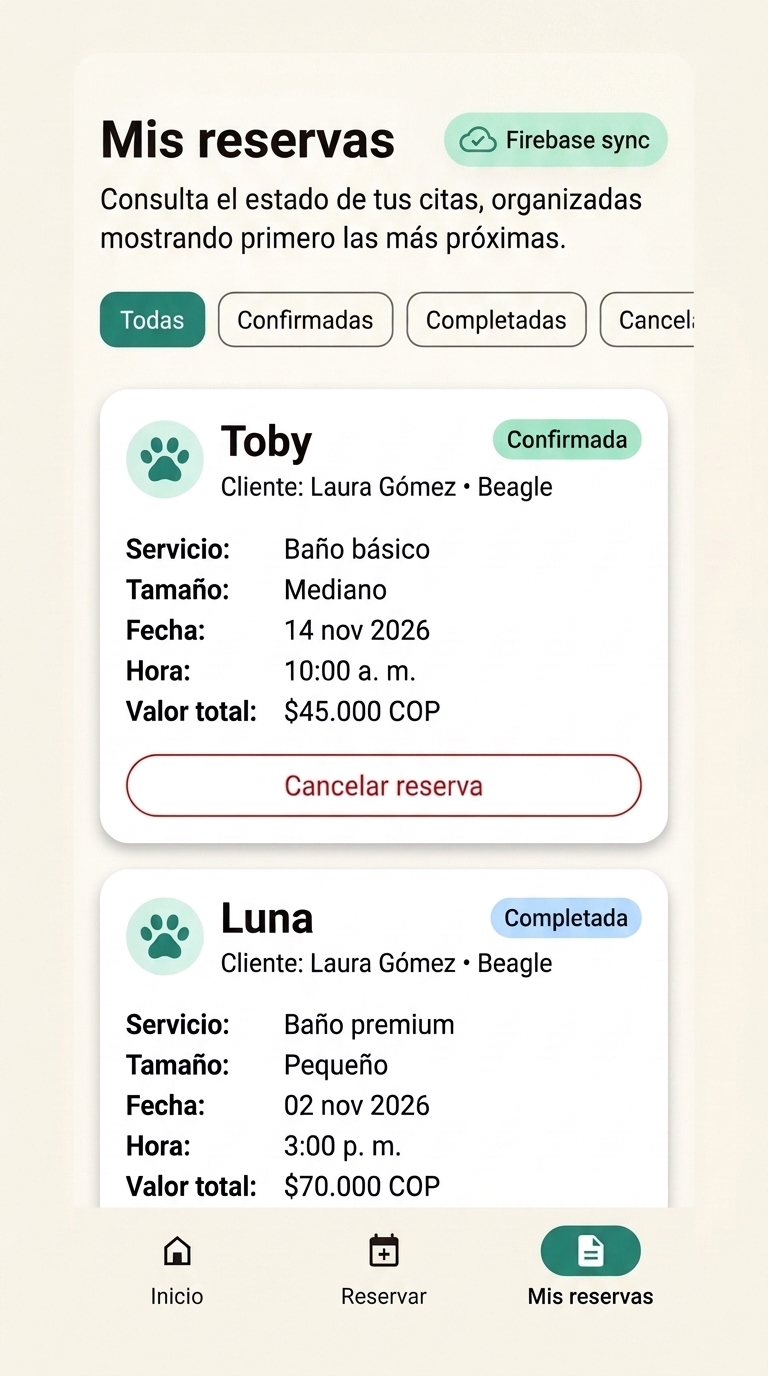 Mis reservas
Firebase sync
Consulta el estado de tus citas, organizadas
mostrando primero las más próximas.
Todas
Confirmadas
Completadas
Cancela
Toby
Confirmada
Cliente: Laura Gómez • Beagle
Servicio: Baño básico
Tamaño: Mediano
Fecha: 14 nov 2026
Hora: 10:00 a. m.
Valor total: $45.000 COP
Cancelar reserva
Luna
Completada
Cliente: Laura Gómez • Beagle
Servicio: Baño premium
Tamaño: Pequeño
Fecha: 02 nov 2026
Hora: 3:00 p. m.
Valor total: $70.000 COP
Inicio
Reservar
Mis reservas